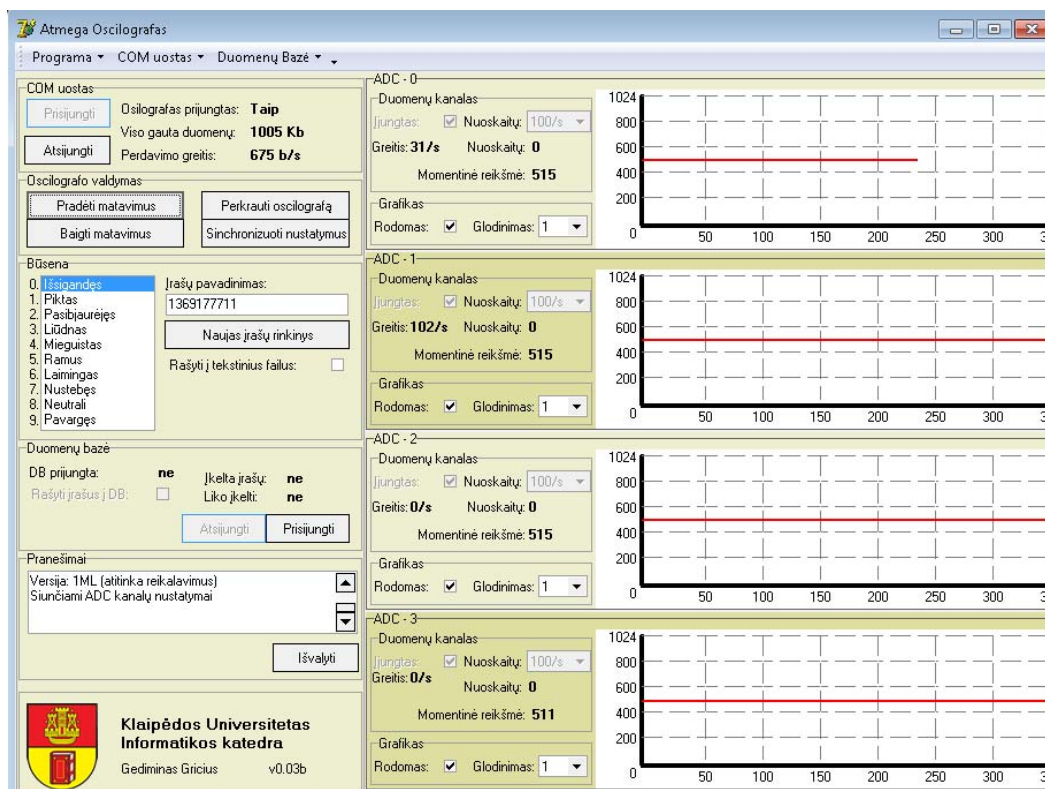 Atmega Oscilografas
Programa COM uostas Duomenų Bazė
COM uostas
Prisijungti
Atsijungti
Osilografas prijungtas: Taip
Viso gauta duomenų: 1005 Kb
Perdavimo greitis: 675 b/s
Oscilografo valdymas
Pradėti matavimus
Perkrauti oscilografą
Baigti matavimus
Sinchronizuoti nustatymus
Būsena
0. Išsigandęs
1. Piktas
2. Pasibjaurėjęs
3. Liūdnas
4. Mieguistas
5. Ramus
6. Laimingas
7. Nustebęs
8. Neutrali
9. Pavargęs
Įrašų pavadinimas:
1369177711
Naujas įrašų rinkinys
Rašyti į tekstinius failus:
Duomenų bazė
DB prijungta: ne
Rašyti įrašus į DB:
Įkelta įrašų: ne
Liko įkelti: ne
Atsijungti
Prisijungti
Pranešimai
Versija: 1ML (atitinka reikalavimus)
Siunčiami ADC kanalų nustatymai
Išvalyti
Klaipėdos Universitetas
Informatikos katedra
Gediminas Gricius v0.03b
ADC - 0
Duomenų kanalas
Įjungtas: Nuoskaitų: 100/s
Greitis: 31/s Nuoskaitų: 0
Momentinė reikšmė: 515
Grafikas
Rodomas: Glodinimas: 1
1024
800
600
400
200
0 50 100 150 200 250 300 3
ADC - 1
Duomenų kanalas
Įjungtas: Nuoskaitų: 100/s
Greitis: 102/s Nuoskaitų: 0
Momentinė reikšmė: 515
Grafikas
Rodomas: Glodinimas: 1
1024
800
600
400
200
0 50 100 150 200 250 300 3
ADC - 2
Duomenų kanalas
Įjungtas: Nuoskaitų: 100/s
Greitis: 0/s Nuoskaitų: 0
Momentinė reikšmė: 515
Grafikas
Rodomas: Glodinimas: 1
1024
800
600
400
200
0 50 100 150 200 250 300 3
ADC - 3
Duomenų kanalas
Įjungtas: Nuoskaitų: 100/s
Greitis: 0/s
Nuoskaitų: 0
Momentinė reikšmė: 511
Grafikas
Rodomas: Glodinimas: 1
1024
800
600
400
200
0 50 100 150 200 250 300 3